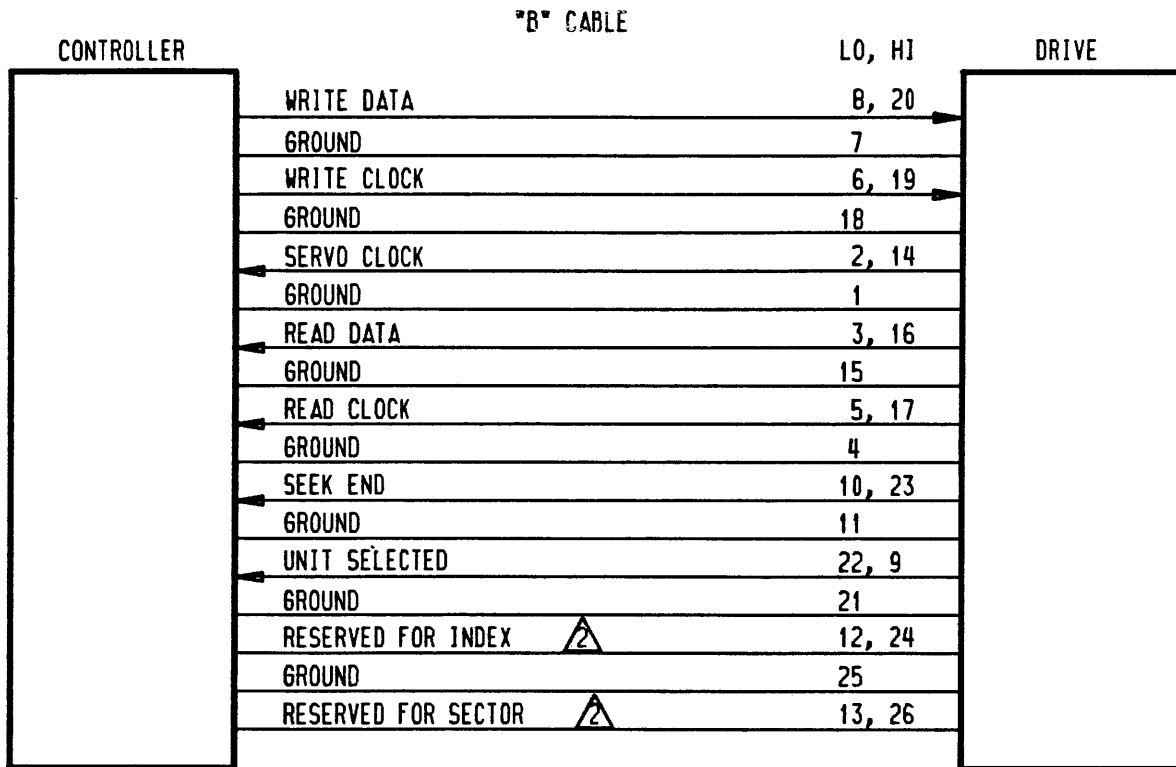 "B" CABLE
CONTROLLER LO, HI DRIVE
WRITE DATA 8, 20
GROUND 7
WRITE CLOCK 6, 19
GROUND 18
SERVO CLOCK 2, 14
GROUND 1
READ DATA 3, 16
GROUND 15
READ CLOCK 5, 17
GROUND 4
SEEK END 10, 23
GROUND 11
UNIT SELECTED 22, 9
GROUND 21
RESERVED FOR INDEX 2 12, 24
GROUND 25
RESERVED FOR SECTOR 2 13, 26